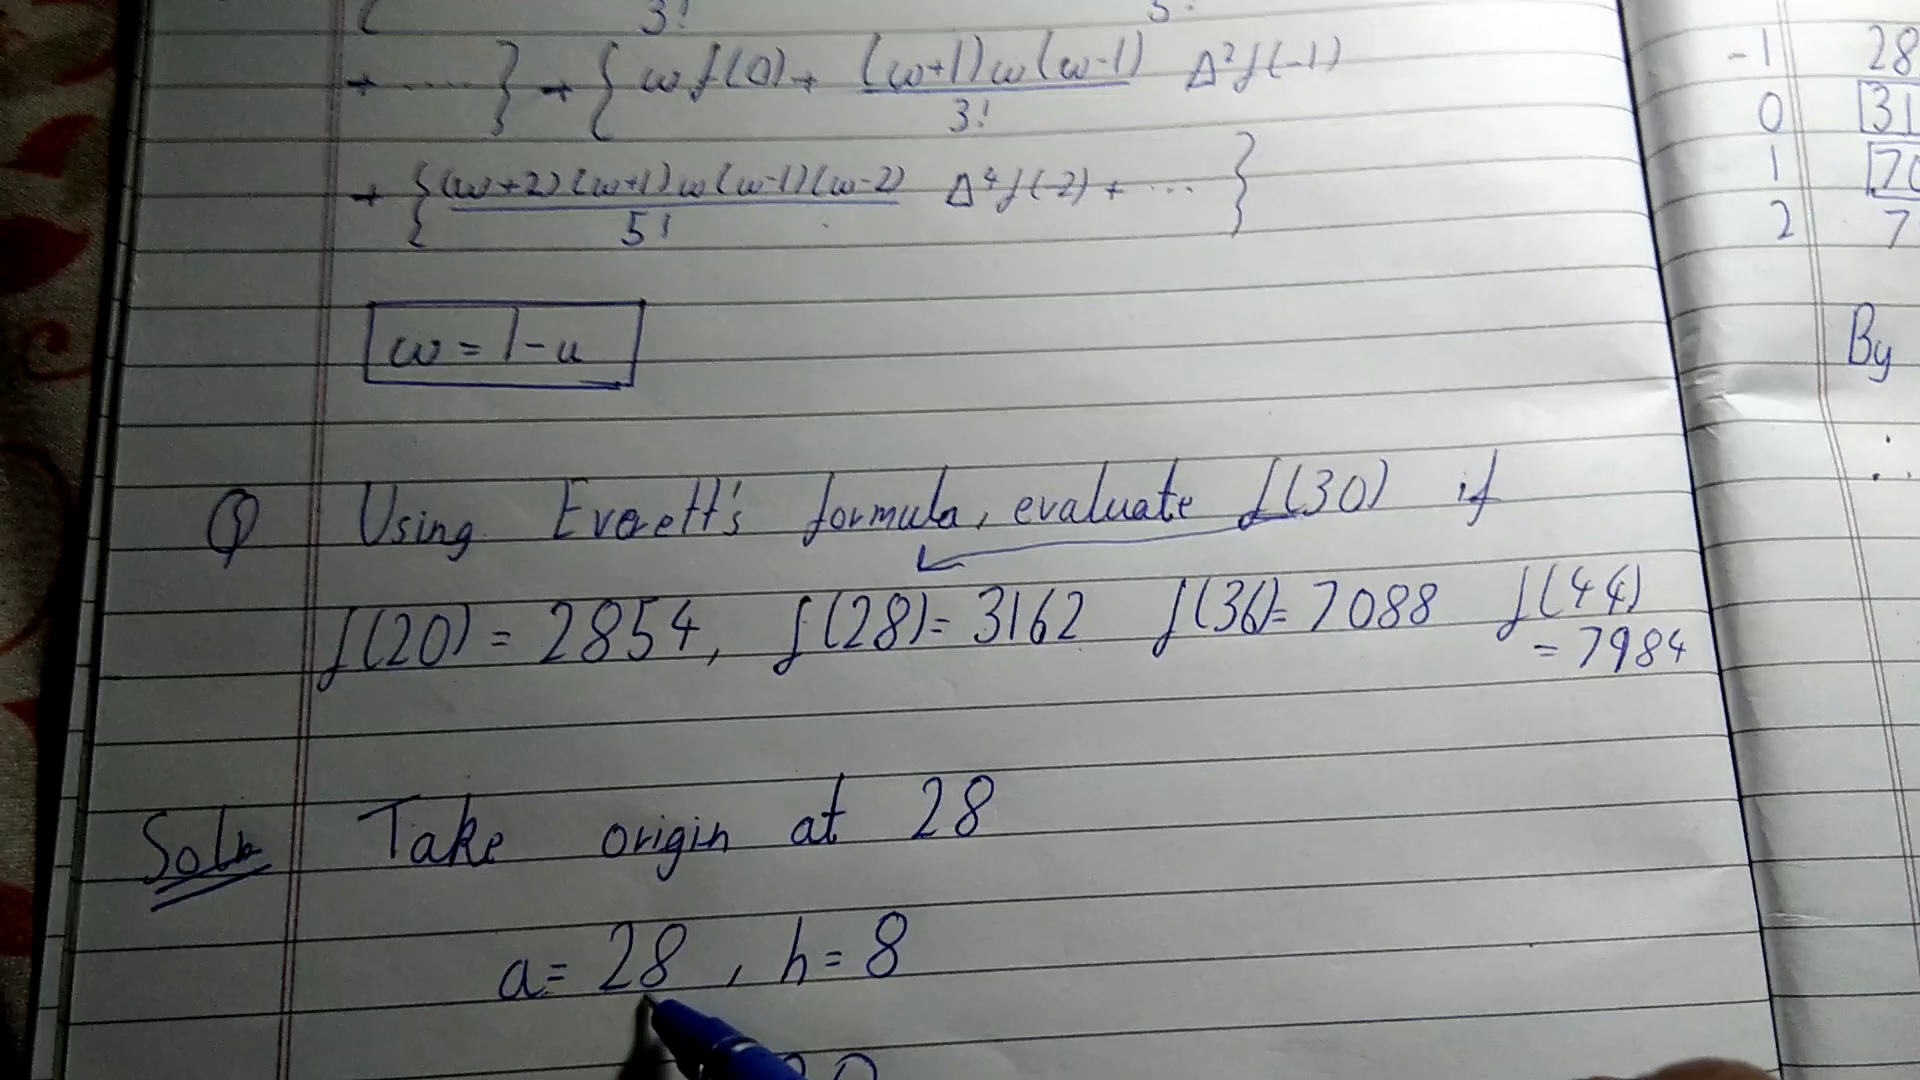 3!
+ ..... } + { ω f(0) + (ω+1)ω(ω-1) Δ²f(-1)
3!
+ { (ω+2)(ω+1)ω(ω-1)(ω-2) Δ⁴f(-2) + ... }
5!
ω = 1-u
Q Using Everett's formula, evaluate f(30) if
f(20) = 2854, f(28) = 3162 f(36) = 7088 f(44)
= 7984
Soln Take origin at 28
a = 28, h = 8
-1 28
0 31
1 70
2 7
By
∴